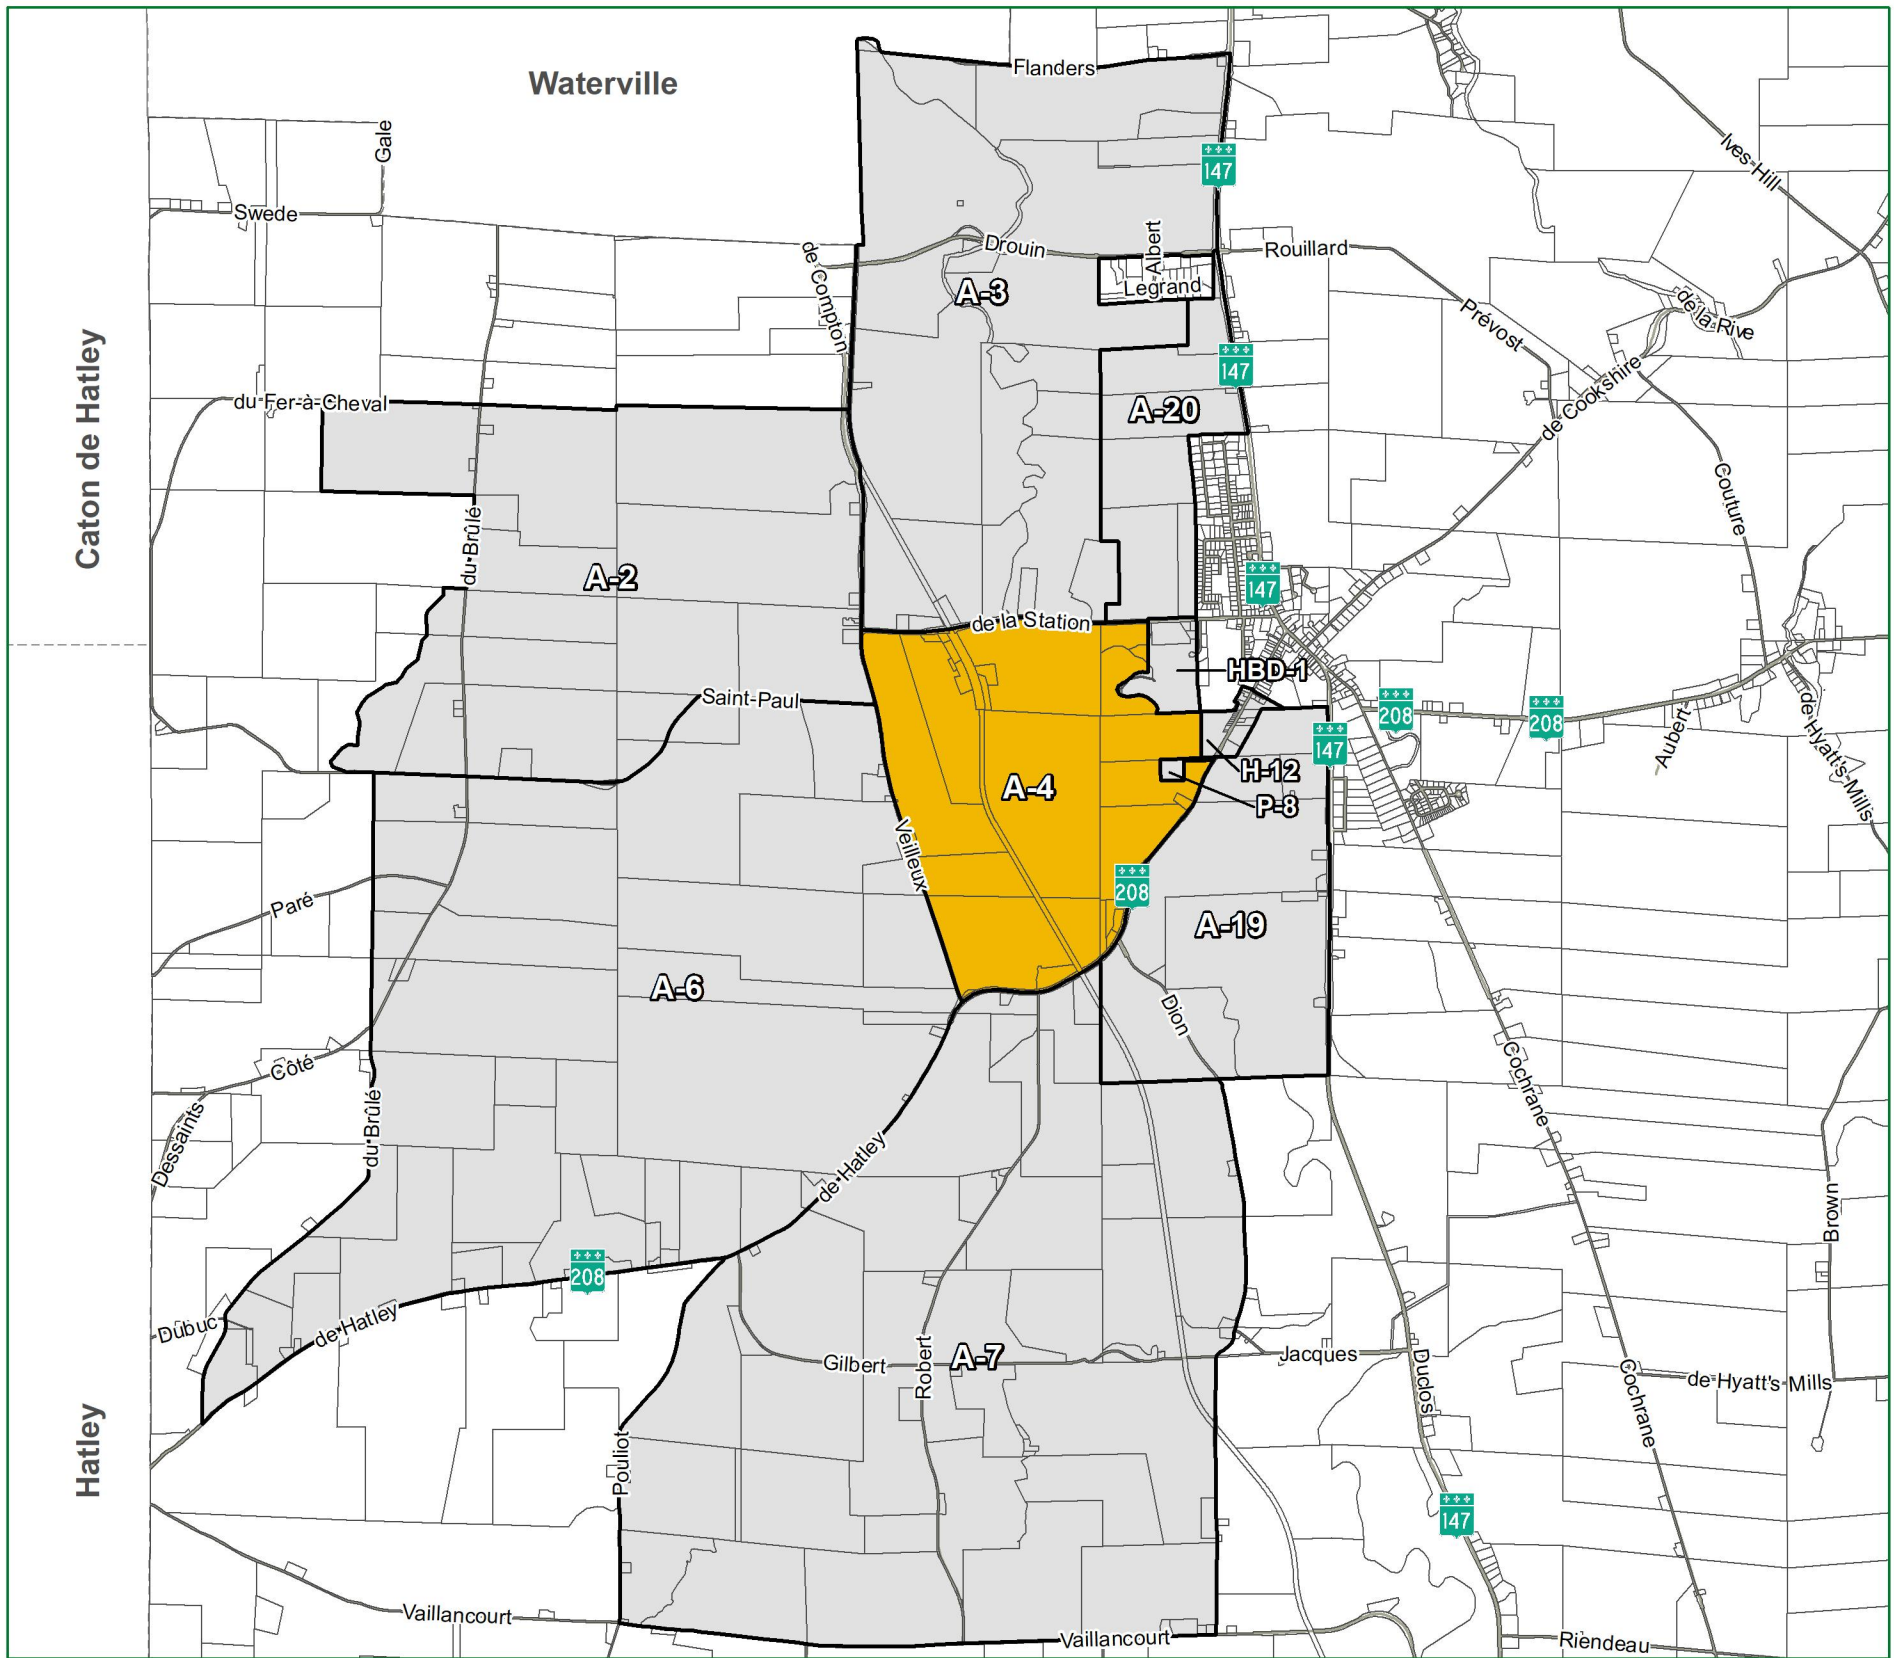 Waterville
Flanders
Gale
Ives-Hill
147
Swede
de Compton
Drouin
Albert
Rouillard
Legrand
A-3
Prévost
de la Rive
Caton de Hatley
147
du Fer-à-Cheval
A-20
de Cookshire
Couture
du Brûlé
A-2
147
de la Station
HBD-1
Saint-Paul
208
208
147
Aubert
de Hyatt's-Mills
H-12
A-4
P-8
Veilleux
208
Paré
A-19
A-6
Dion
Côté
Cochrane
Dessaints
du Brûlé
de Hatley
Brown
208
Dubuc
de Hatley
Gilbert
Robert
A-7
Jacques
Duclos
Cochrane
de Hyatt's-Mills
Hatley
Pouliot
147
Vaillancourt
Vaillancourt
Riendeau